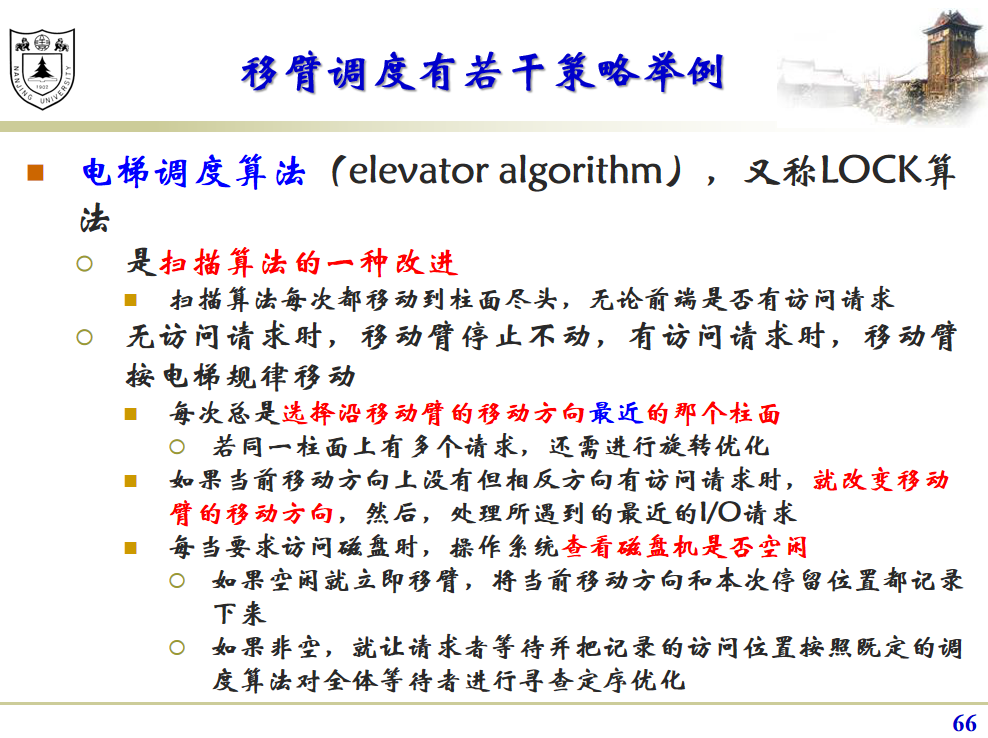 NANJING UNIVERSITY
1902
移臂调度有若干策略举例
电梯调度算法（elevator algorithm），又称LOCK算
法
是扫描算法的一种改进
扫描算法每次都移动到柱面尽头，无论前端是否有访问请求
无访问请求时，移动臂停止不动，有访问请求时，移动臂
按电梯规律移动
每次总是选择沿移动臂的移动方向最近的那个柱面
若同一柱面上有多个请求，还需进行旋转优化
如果当前移动方向上没有但相反方向有访问请求时，就改变移动
臂的移动方向，然后，处理所遇到的最近的I/O请求
每当要求访问磁盘时，操作系统查看磁盘机是否空闲
如果空闲就立即移臂，将当前移动方向和本次停留位置都记录
下来
如果非空，就让请求者等待并把记录的访问位置按照既定的调
度算法对全体等待者进行寻查定序优化
66